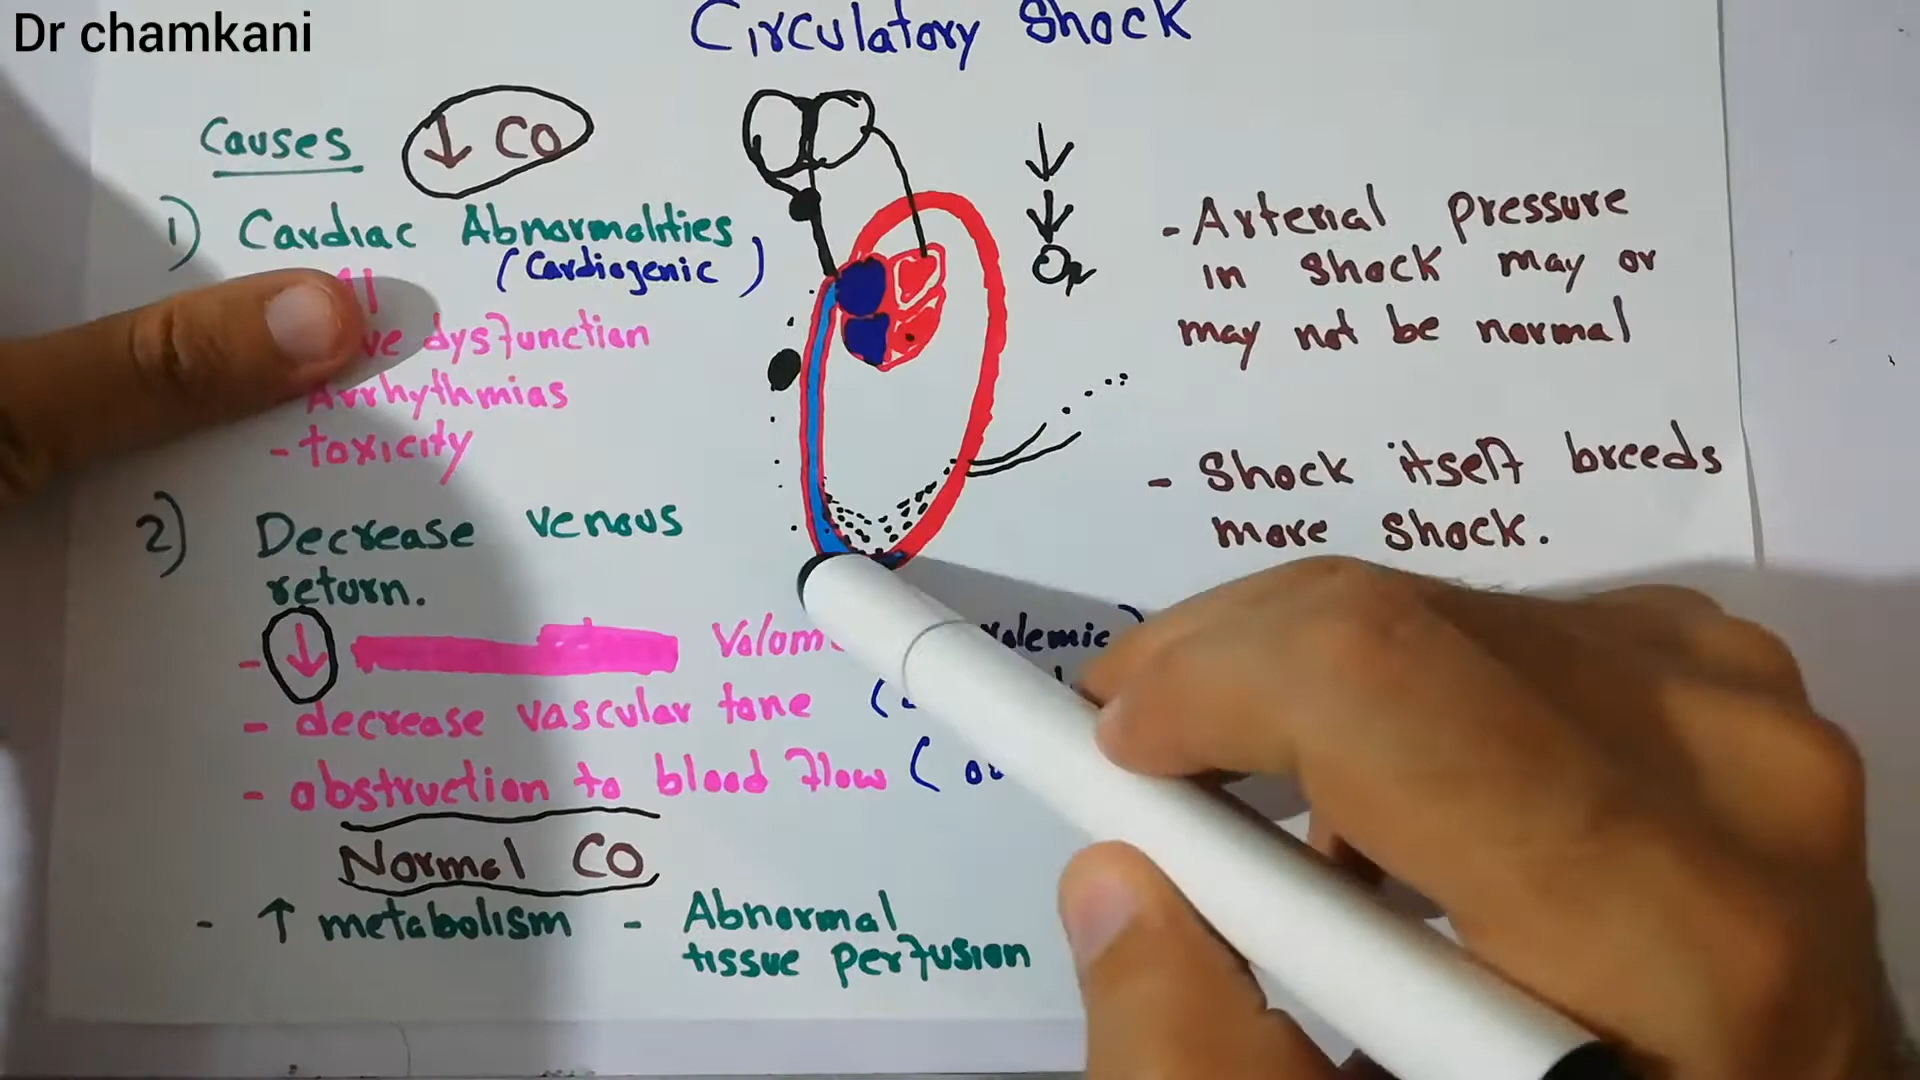 Dr chamkani
Circulatory Shock
Causes
↓ CO
1) Cardiac Abnormalities
(Cardiogenic)
dysfunction
Arrhythmias
- toxicity
2) Decrease venous
return.
- ↓
- decrease vascular tone (
- obstruction to blood flow (
Normal CO
- ↑ metabolism - Abnormal
tissue perfusion
↓
↓
O2
- Arterial pressure
in shock may or
may not be normal
- Shock itself breeds
more shock.